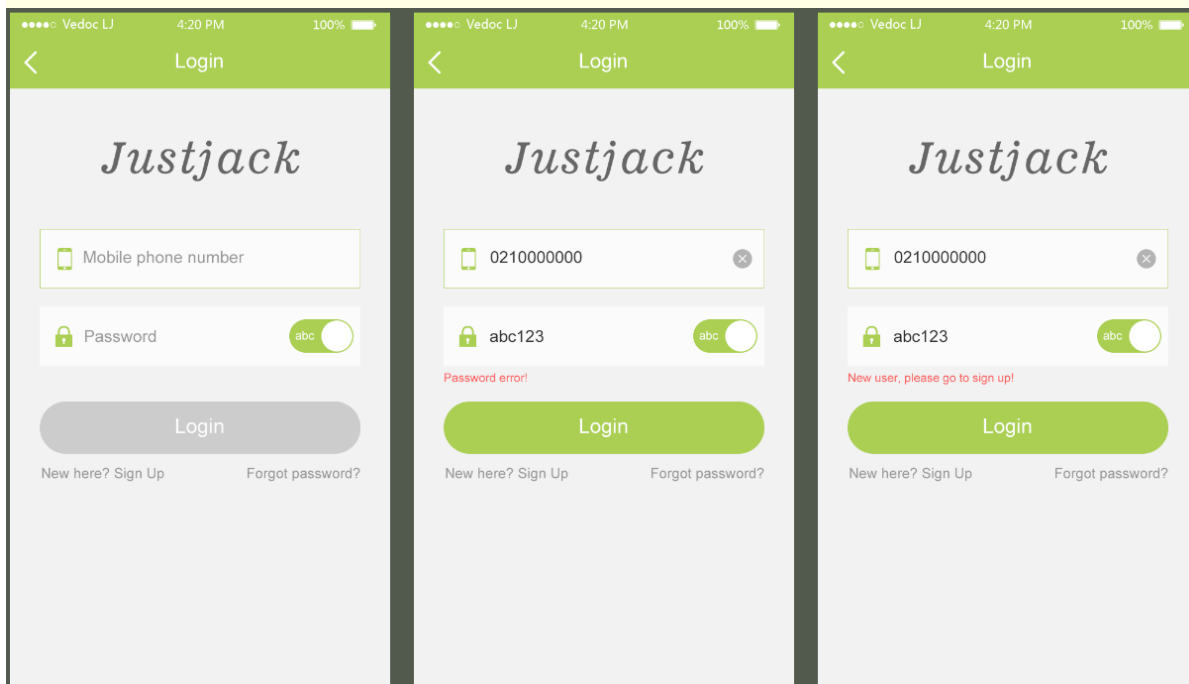 Vedoc LJ 4:20 PM 100%
Login
Justjack
Mobile phone number
Password abc
Login
New here? Sign Up Forgot password?
Vedoc LJ 4:20 PM 100%
Login
Justjack
0210000000
abc123 abc
Password error!
Login
New here? Sign Up Forgot password?
Vedoc LJ 4:20 PM 100%
Login
Justjack
0210000000
abc123 abc
New user, please go to sign up!
Login
New here? Sign Up Forgot password?